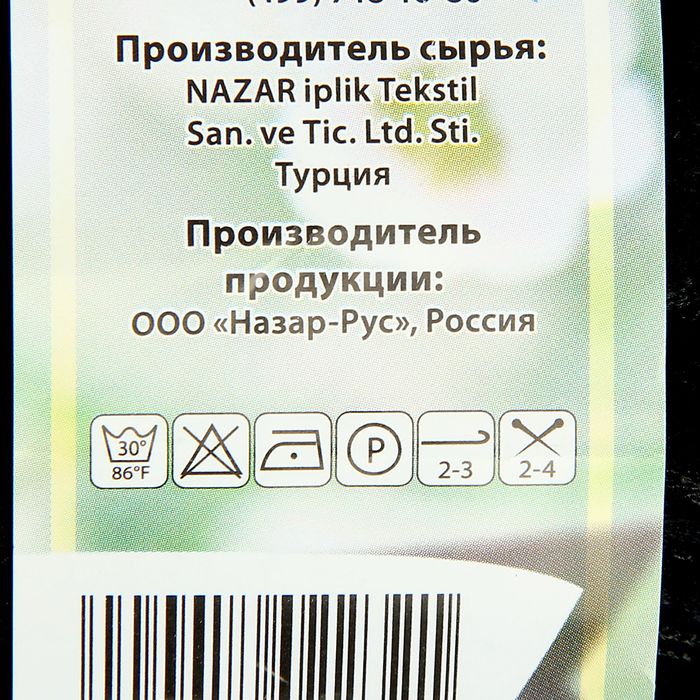 Производитель сырья:
NAZAR iplik Tekstil
San. ve Tic. Ltd. Sti.
Турция
Производитель
продукции:
ООО «Назар-Рус», Россия
30°
86°F
P
2-3
2-4